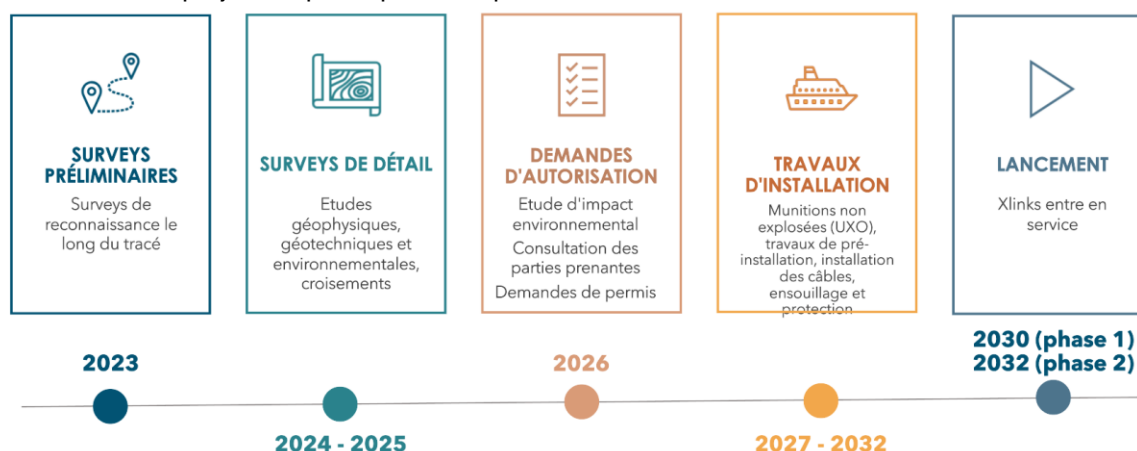 SURVEYS
PRÉLIMINAIRES
Surveys de
reconnaissance le
long du tracé
SURVEYS DE DÉTAIL
Etudes
géophysiques,
géotechniques et
environnementales,
croisements
DEMANDES
D'AUTORISATION
Etude d'impact
environmental
Consultation des
parties prenantes
Demandes de permis
TRAVAUX
D'INSTALLATION
Munitions non
explosées (UXO),
travaux de pré-
installation, installation
des câbles,
ensouillage et
protection
LANCEMENT
Xlinks entre en
service
2023
2024 - 2025
2026
2027 - 2032
2030 (phase 1)
2032 (phase 2)